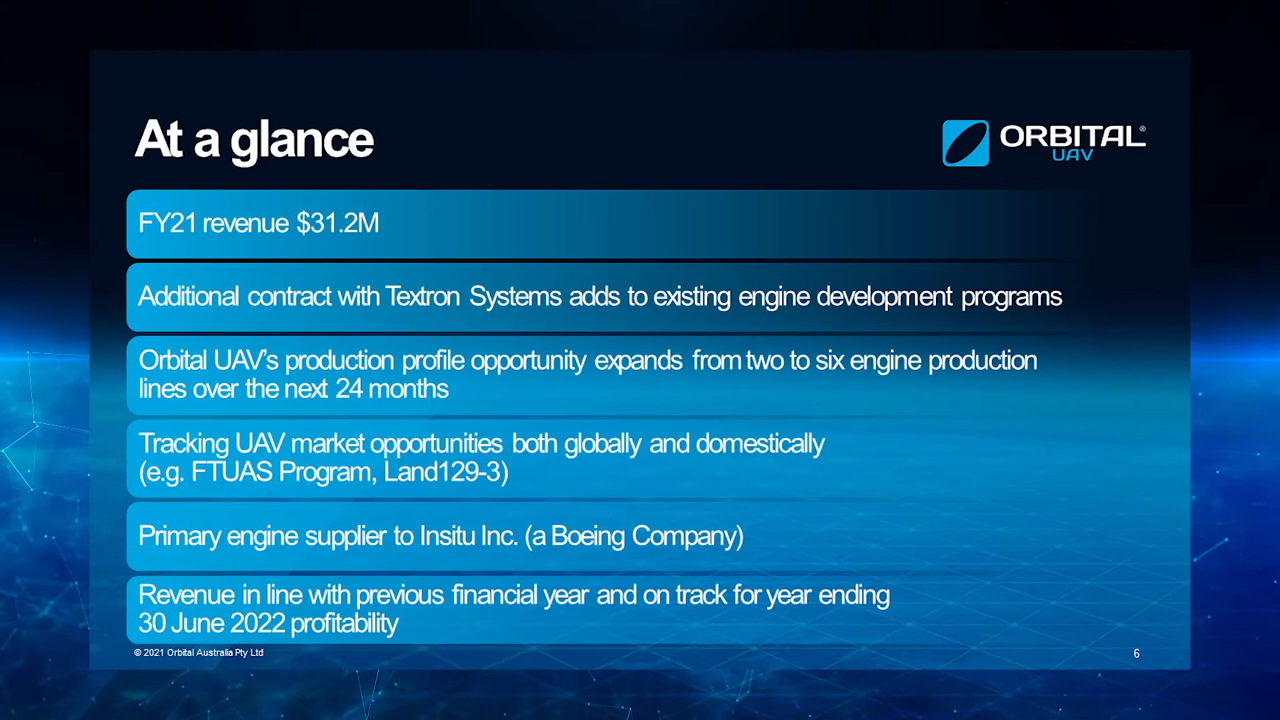 At a glance
ORBITAL®
UAV
FY21 revenue $31.2M
Additional contract with Textron Systems adds to existing engine development programs
Orbital UAV’s production profile opportunity expands from two to six engine production
lines over the next 24 months
Tracking UAV market opportunities both globally and domestically
(e.g. FTUAS Program, Land129-3)
Primary engine supplier to Insitu Inc. (a Boeing Company)
Revenue in line with previous financial year and on track for year ending
30 June 2022 profitability
© 2021 Orbital Australia Pty Ltd
6